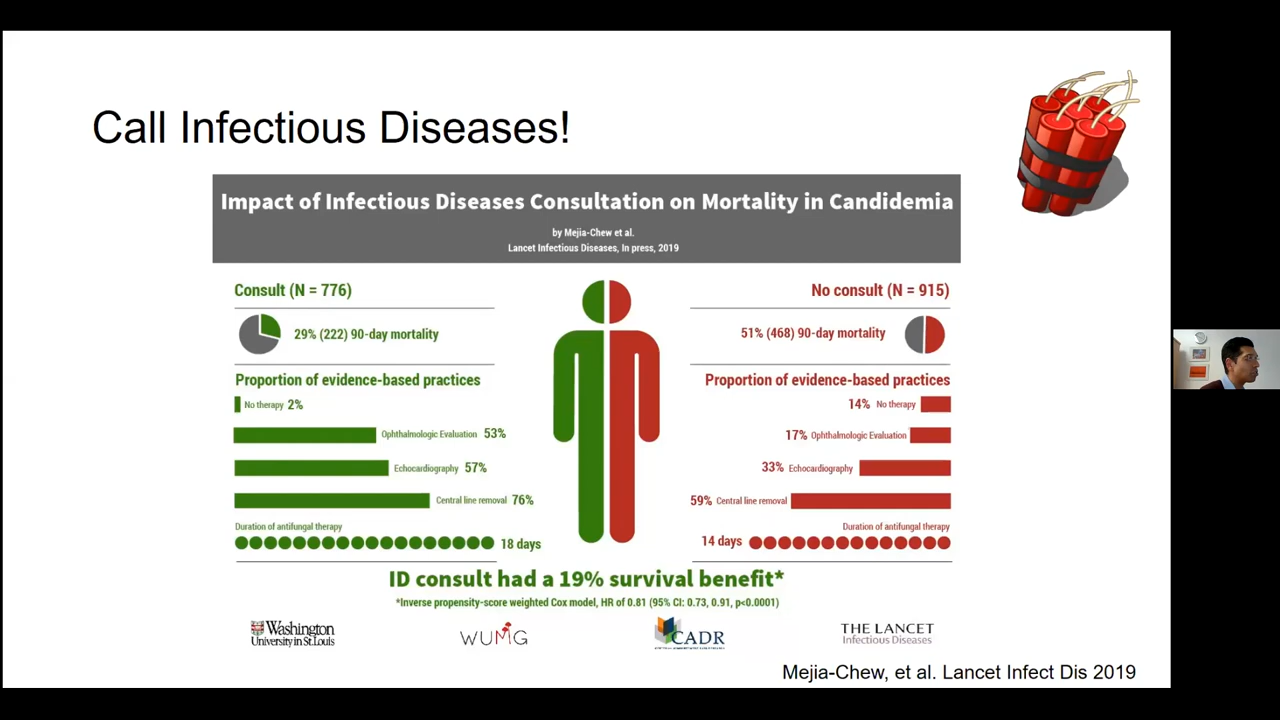 Call Infectious Diseases!
Impact of Infectious Diseases Consultation on Mortality in Candidemia
by Mejia-Chew et al.
Lancet Infectious Diseases, In press, 2019
Consult (N = 776)
29% (222) 90-day mortality
Proportion of evidence-based practices
No therapy 2%
Ophthalmologic Evaluation 53%
Echocardiography 57%
Central line removal 76%
Duration of antifungal therapy
18 days
No consult (N = 915)
51% (468) 90-day mortality
Proportion of evidence-based practices
14% No therapy
17% Ophthalmologic Evaluation
33% Echocardiography
59% Central line removal
Duration of antifungal therapy
14 days
ID consult had a 19% survival benefit*
*Inverse propensity-score weighted Cox model, HR of 0.81 (95% CI: 0.73, 0.91, p<0.0001)
Washington
University in St. Louis
WUMG
CADR
THE LANCET
Infectious Diseases
Mejia-Chew, et al. Lancet Infect Dis 2019